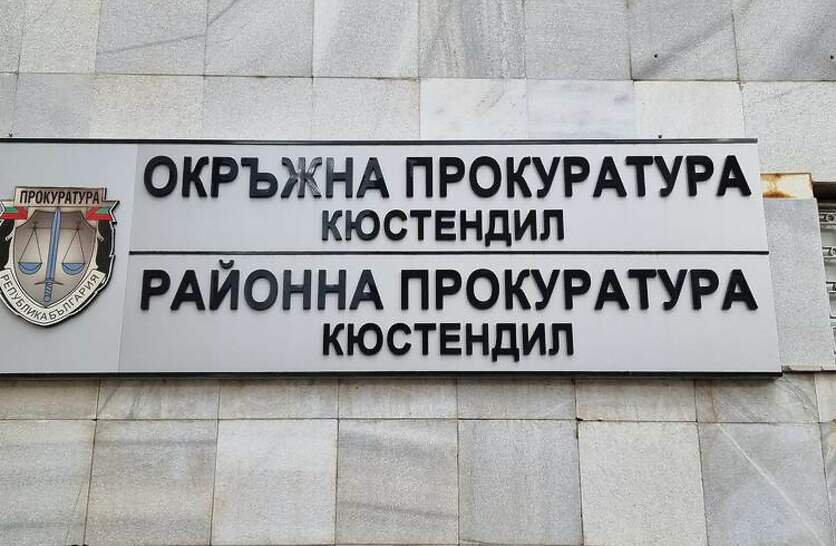 ПРОКУРАТУРА
РЕПУБЛИКА БЪЛГАРИЯ
ОКРЪЖНА ПРОКУРАТУРА
КЮСТЕНДИЛ
РАЙОННА ПРОКУРАТУРА
КЮСТЕНДИЛ